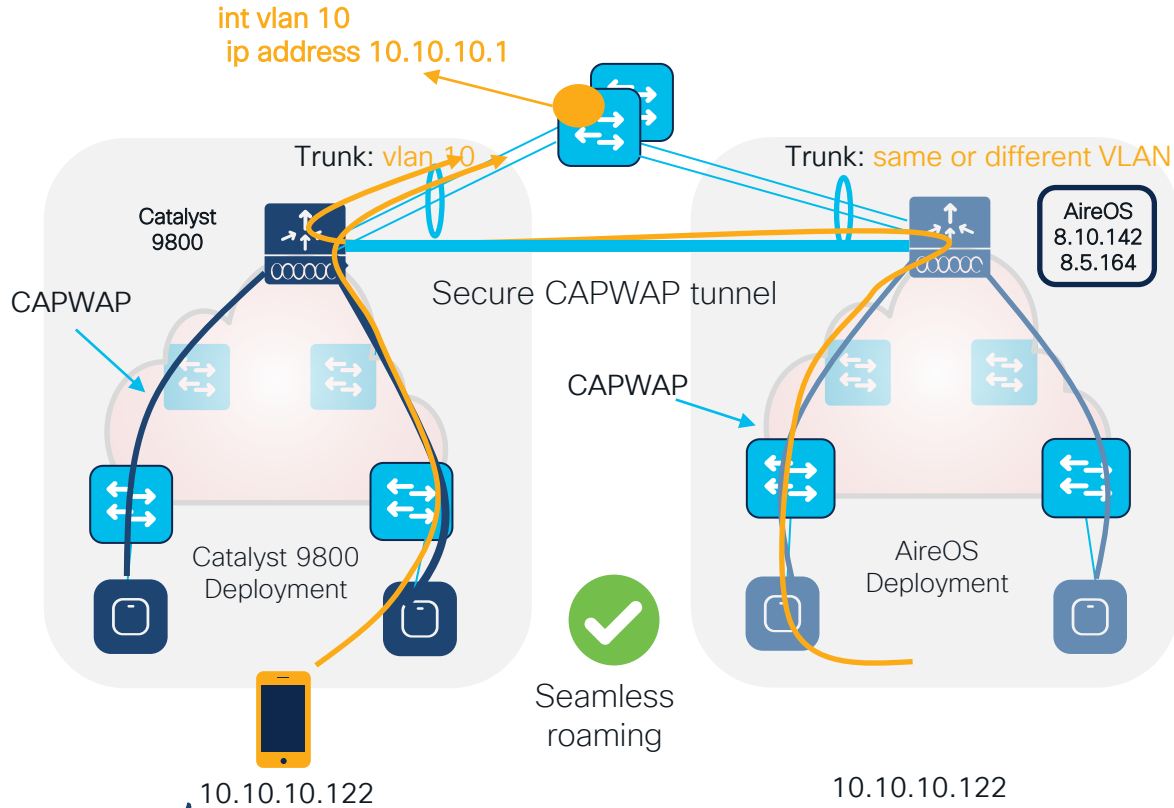 int vlan 10
ip address 10.10.10.1
Trunk: vlan 10
Trunk: same or different VLAN
Catalyst
9800
AireOS
8.10.142
8.5.164
Secure CAPWAP tunnel
CAPWAP
CAPWAP
Catalyst 9800
Deployment
AireOS
Deployment
Seamless
roaming
10.10.10.122
10.10.10.122